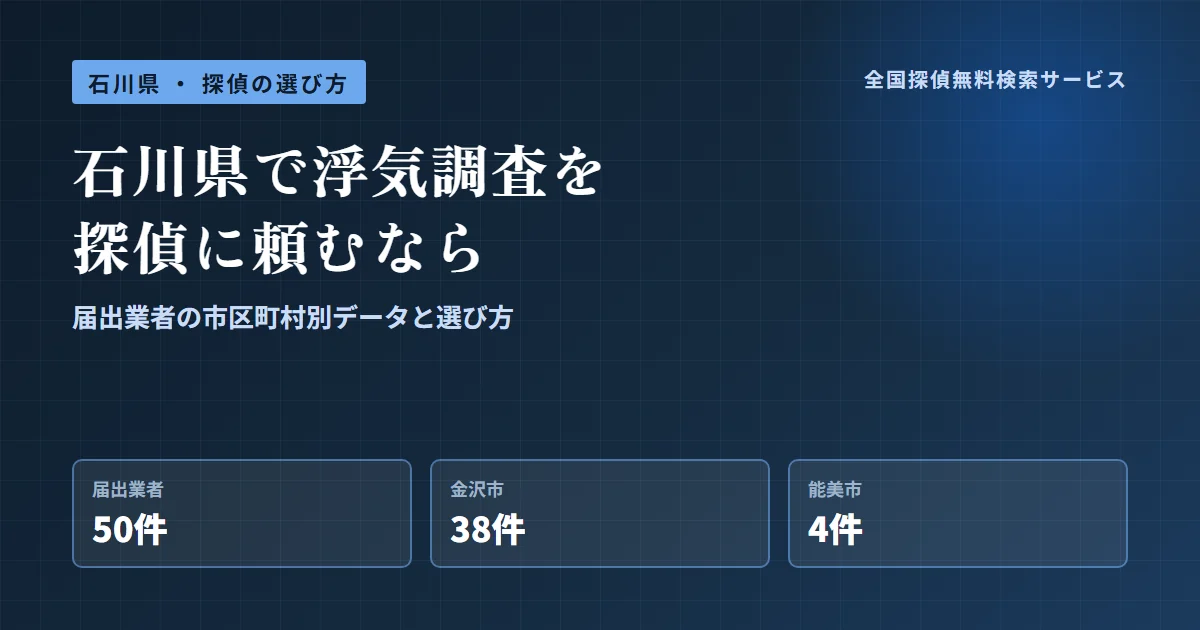 石川県 ・ 探偵の選び方
全国探偵無料検索サービス
石川県で浮気調査を
探偵に頼むなら
届出業者の市区町村別データと選び方
届出業者
50件
金沢市
38件
能美市
4件